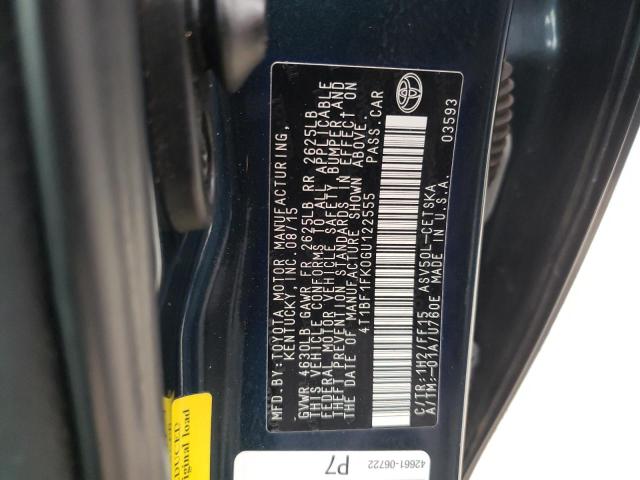 MFD. BY: TOYOTA MOTOR MANUFACTURING,
KENTUCKY, INC. 08/15
GVWR 4630LB GAWR FR 2625LB RR 2625LB
THIS VEHICLE CONFORMS TO ALL APPLICABLE
FEDERAL MOTOR VEHICLE SAFETY BUMPER AND
THEFT PREVENTION STANDARDS IN EFFECT ON
THE DATE OF MANUFACTURE SHOWN ABOVE.
4T1BF1FK0GU122555 PASS. CAR
C/TR: 1H2/FF15 ASV50L-CETSKA
A/TM: -01A/U760E MADE IN U.S.A. 03593
DUCED
iginal load
P7
42661-06722